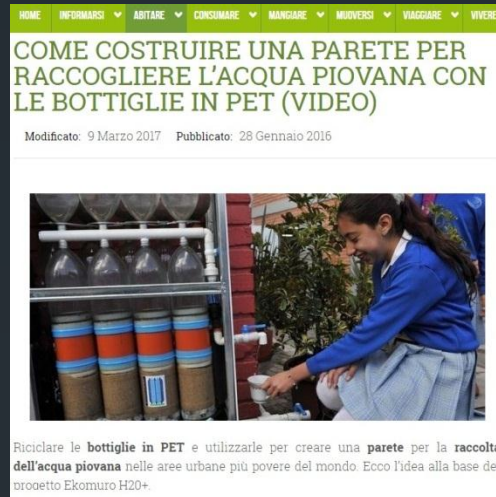 HOME INFORMARSI ABITARE CONSUMARE MANGIARE MUOVERSI VIAGGIARE VIVERE
COME COSTRUIRE UNA PARETE PER
RACCOGLIERE L'ACQUA PIOVANA CON
LE BOTTIGLIE IN PET (VIDEO)
Modificato: 9 Marzo 2017 Pubblicato: 28 Gennaio 2016
Riciclare le bottiglie in PET e utilizzarle per creare una parete per la raccolta
dell'acqua piovana nelle aree urbane più povere del mondo. Ecco l'idea alla base de
progetto Ekomuro H20+.